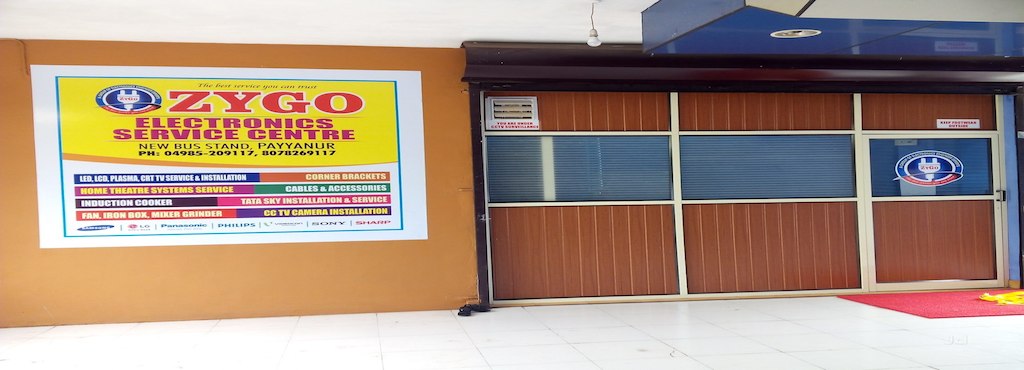 The best service you can trust
ZYGO
ZYGO
ELECTRONICS
SERVICE CENTRE
NEW BUS STAND, PAYYANUR
PH: 04985-209117, 8078269117
LED, LCD, PLASMA, CRT TV SERVICE & INSTALLATION
CORNER BRACKETS
HOME THEATRE SYSTEMS SERVICE
CABLES & ACCESSORIES
INDUCTION COOKER
TATA SKY INSTALLATION & SERVICE
FAN, IRON BOX, MIXER GRINDER
CC TV CAMERA INSTALLATION
SAMSUNG | LG | Panasonic | PHILIPS | VIDEOCON | SONY | SHARP
YOU ARE UNDER
CCTV SURVEILLANCE
KEEP FOOTWEAR
OUTSIDE
ZYGO